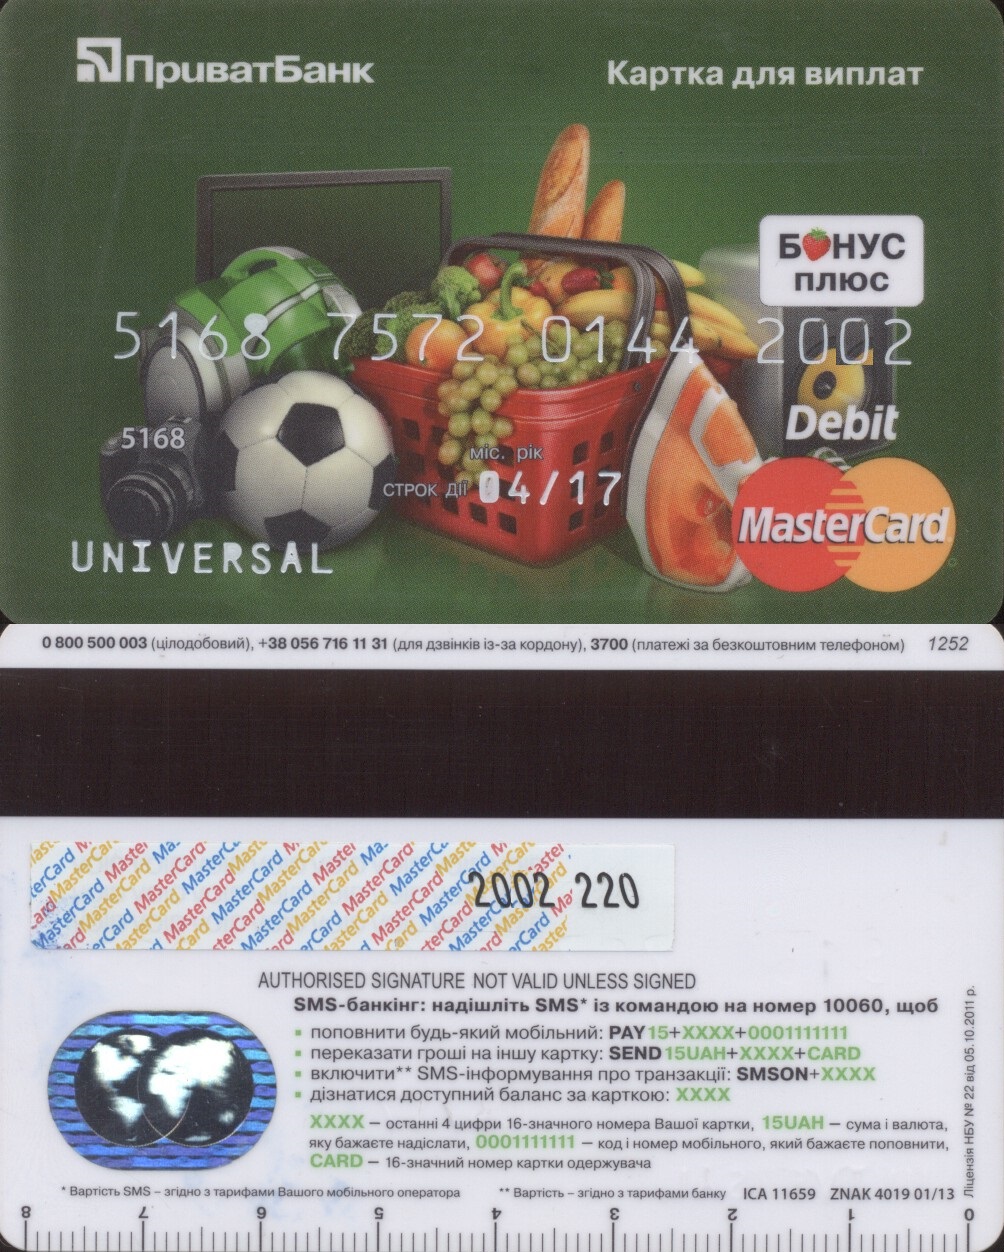 ПриватБанк
Картка для виплат
БОНУС
плюс
5168 7572 0144 2002
Debit
5168
міс. рік
СТРОК ДІЇ 04/17
MasterCard
UNIVERSAL
0 800 500 003 (цілодобовий), +38 056 716 11 31 (для дзвінків із-за кордону), 3700 (платежі за безкоштовним телефоном) 1252
MasterCard MasterCard MasterCard MasterCard
2002 220
AUTHORISED SIGNATURE NOT VALID UNLESS SIGNED
SMS-банкінг: надішліть SMS* із командою на номер 10060, щоб
▪ поповнити будь-який мобільний: PAY15+XXXX+0001111111
▪ переказати гроші на іншу картку: SEND15UAH+XXXX+CARD
▪ включити** SMS-інформування про транзакції: SMSON+XXXX
▪ дізнатися доступний баланс за карткою: XXXX
XXXX – останні 4 цифри 16-значного номера Вашої картки, 15UAH – сума і валюта,
яку бажаєте надіслати, 0001111111 – код і номер мобільного, який бажаєте поповнити,
CARD – 16-значний номер картки одержувача
* Вартість SMS – згідно з тарифами Вашого мобільного оператора ** Вартість – згідно з тарифами банку ICA 11659 ZNAK 4019 01/13
Ліцензія НБУ № 22 від 05.10.2011 р.
8 7 6 5 4 3 2 1 0